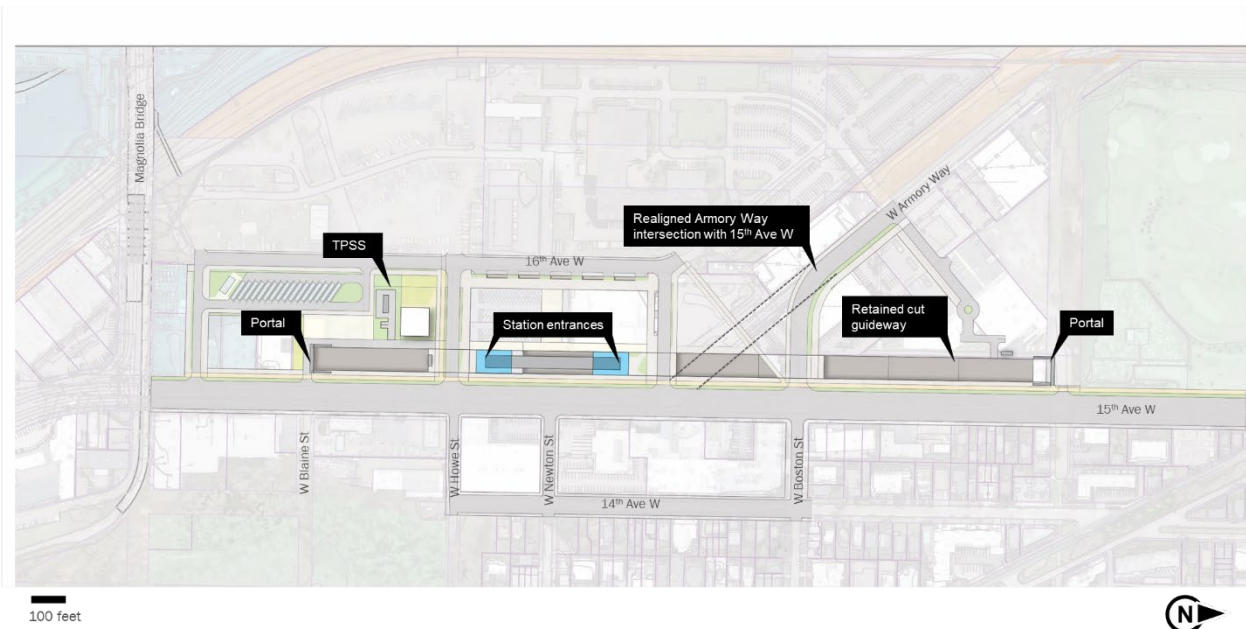 Magnolia Bridge
TPSS
16th Ave W
Realigned Armory Way
intersection with 15th Ave W
W Armory Way
Portal
Station entrances
Retained cut
guideway
Portal
15th Ave W
W Blaine St
W Howe St
W Newton St
W Boston St
14th Ave W
100 feet
N